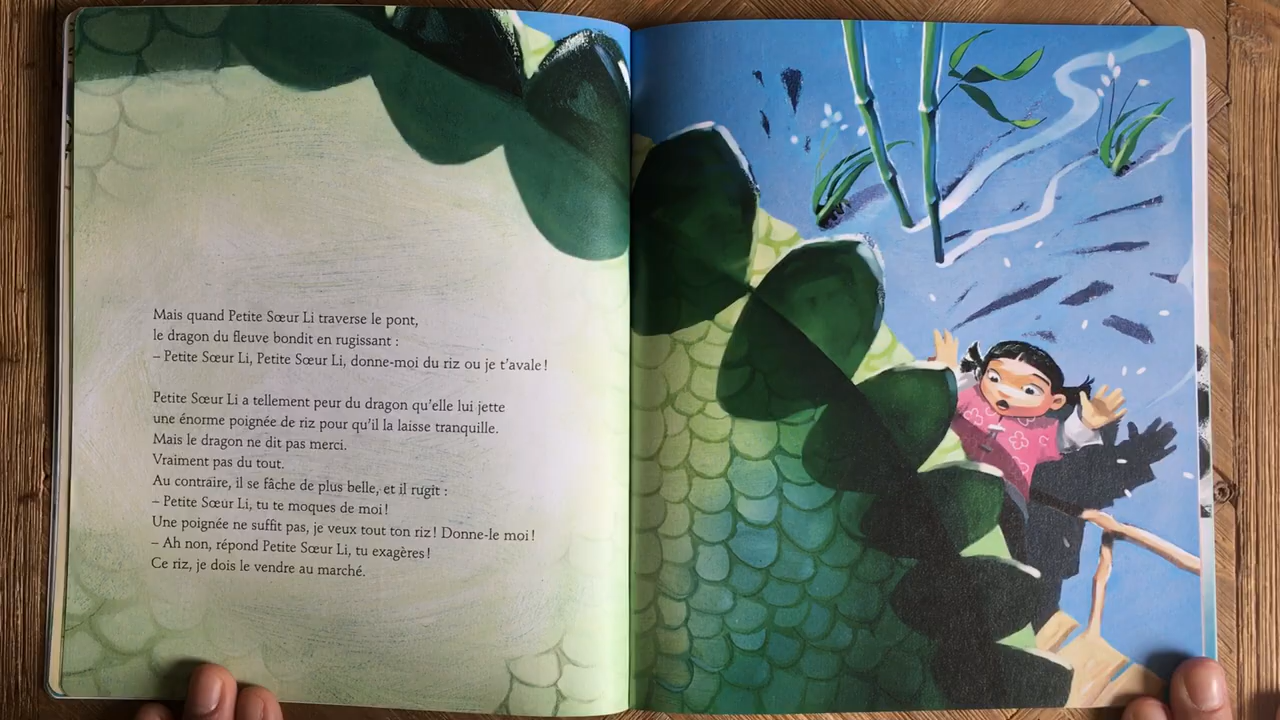 Mais quand Petite Sœur Li traverse le pont,
le dragon du fleuve bondit en rugissant :
– Petite Sœur Li, Petite Sœur Li, donne-moi du riz ou je t'avale !
Petite Sœur Li a tellement peur du dragon qu'elle lui jette
une énorme poignée de riz pour qu'il la laisse tranquille.
Mais le dragon ne dit pas merci.
Vraiment pas du tout.
Au contraire, il se fâche de plus belle, et il rugit :
– Petite Sœur Li, tu te moques de moi !
Une poignée ne suffit pas, je veux tout ton riz ! Donne-le moi !
– Ah non, répond Petite Sœur Li, tu exagères !
Ce riz, je dois le vendre au marché.